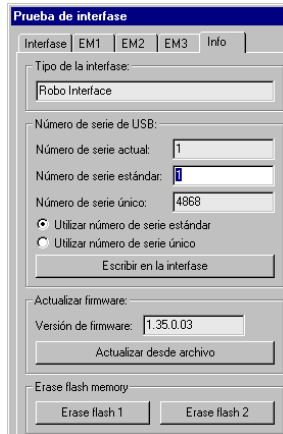 Prueba de interfase
Interfase EM1 EM2 EM3 Info
Tipo de la interfase:
Robo Interface
Número de serie de USB:
Número de serie actual: 1
Número de serie estándar: 1
Número de serie único: 4868
Utilizar número de serie estándar
Utilizar número de serie único
Escribir en la interfase
Actualizar firmware:
Versión de firmware: 1.35.0.03
Actualizar desde archivo
Erase flash memory
Erase flash 1 Erase flash 2